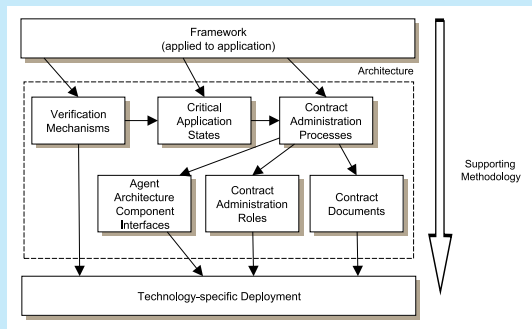 Framework
(applied to application)
Architecture
Verification
Mechanisms
Critical
Application
States
Contract
Administration
Processes
Supporting
Methodology
Agent
Architecture
Component
Interfaces
Contract
Administration
Roles
Contract
Documents
Technology-specific Deployment